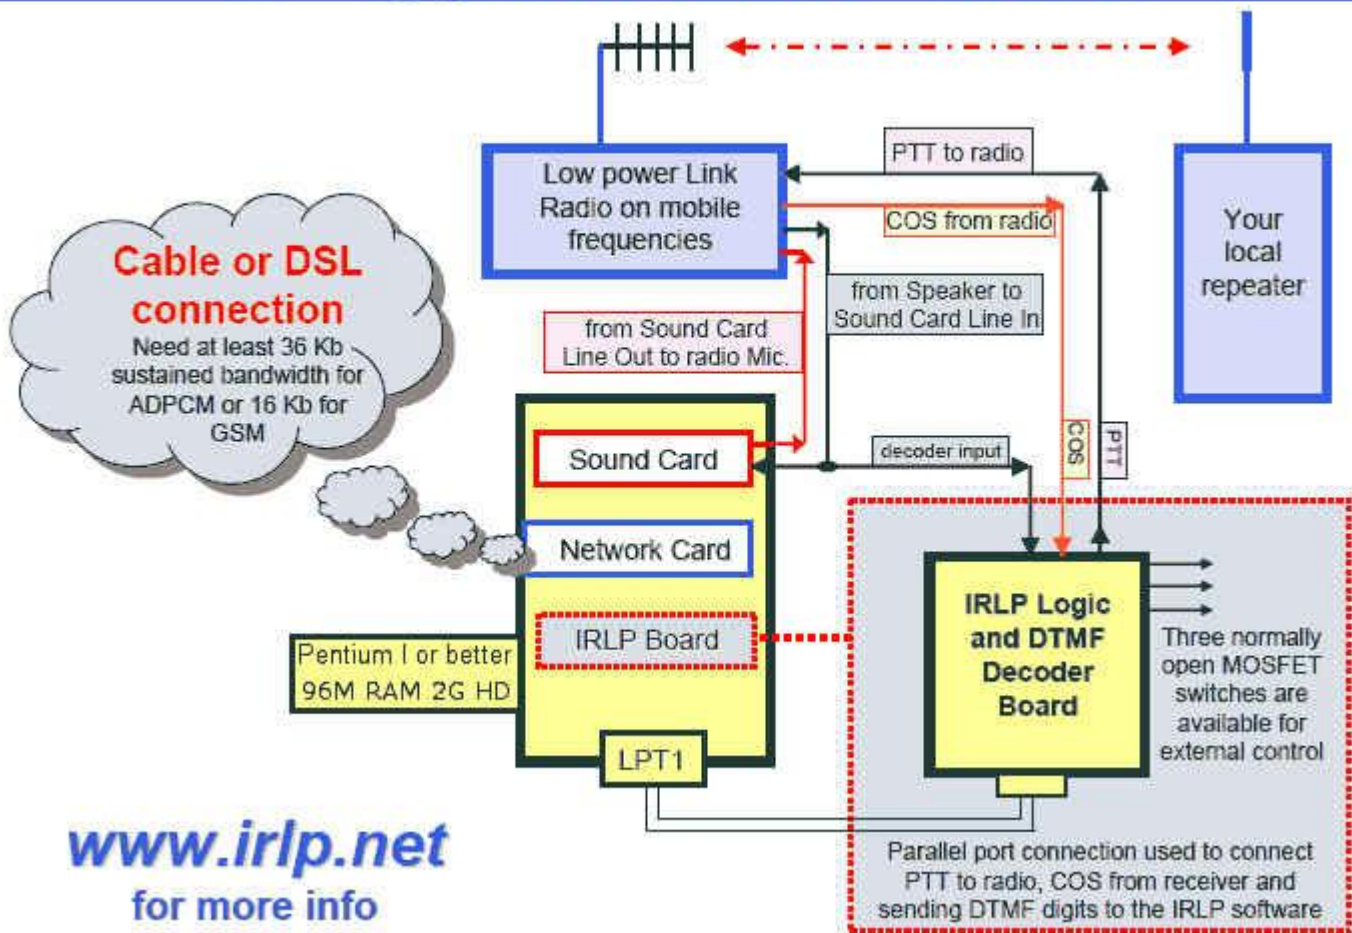 PTT to radio
Low power Link
Radio on mobile
frequencies
COS from radio
Your
local
repeater
Cable or DSL
connection
Need at least 36 Kb
sustained bandwidth for
ADPCM or 16 Kb for
GSM
from Speaker to
Sound Card Line In
from Sound Card
Line Out to radio Mic.
Sound Card
decoder input
COS
PTT
Network Card
IRLP Board
Pentium I or better
96M RAM 2G HD
LPT1
IRLP Logic
and DTMF
Decoder
Board
Three normally
open MOSFET
switches are
available for
external control
www.irlp.net
for more info
Parallel port connection used to connect
PTT to radio, COS from receiver and
sending DTMF digits to the IRLP software